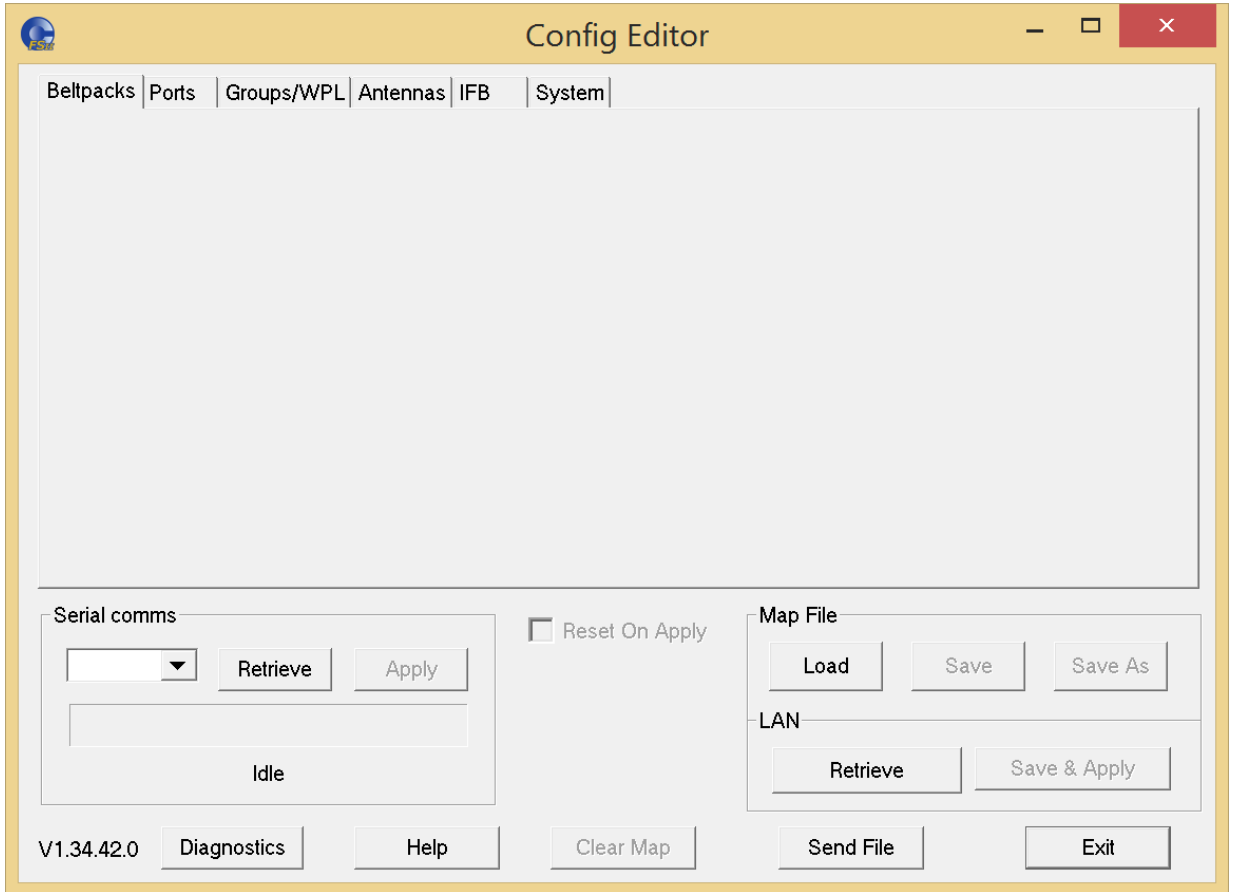 Config Editor
Beltpacks Ports Groups/WPL Antennas IFB System
Serial comms
Retrieve Apply
Idle
Reset On Apply
Map File
Load Save Save As
LAN
Retrieve Save & Apply
V1.34.42.0 Diagnostics Help Clear Map Send File Exit